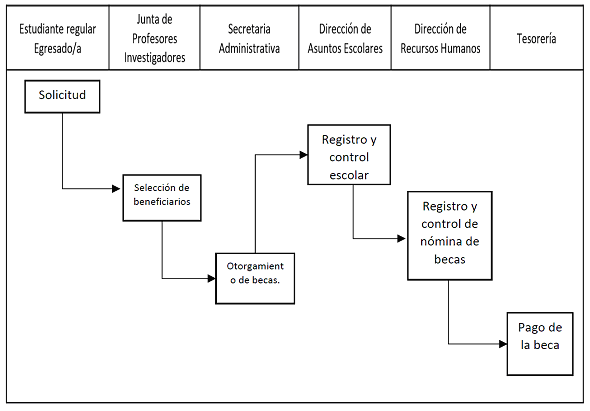 Estudiante regular
Egresado/a
Junta de
Profesores
Investigadores
Secretaria
Administrativa
Dirección de
Asuntos Escolares
Dirección de
Recursos Humanos
Tesorería
Solicitud
Selección de
beneficiarios
Otorgamient
o de becas.
Registro y
control
escolar
Registro y
control de
nómina de
becas
Pago de
la beca